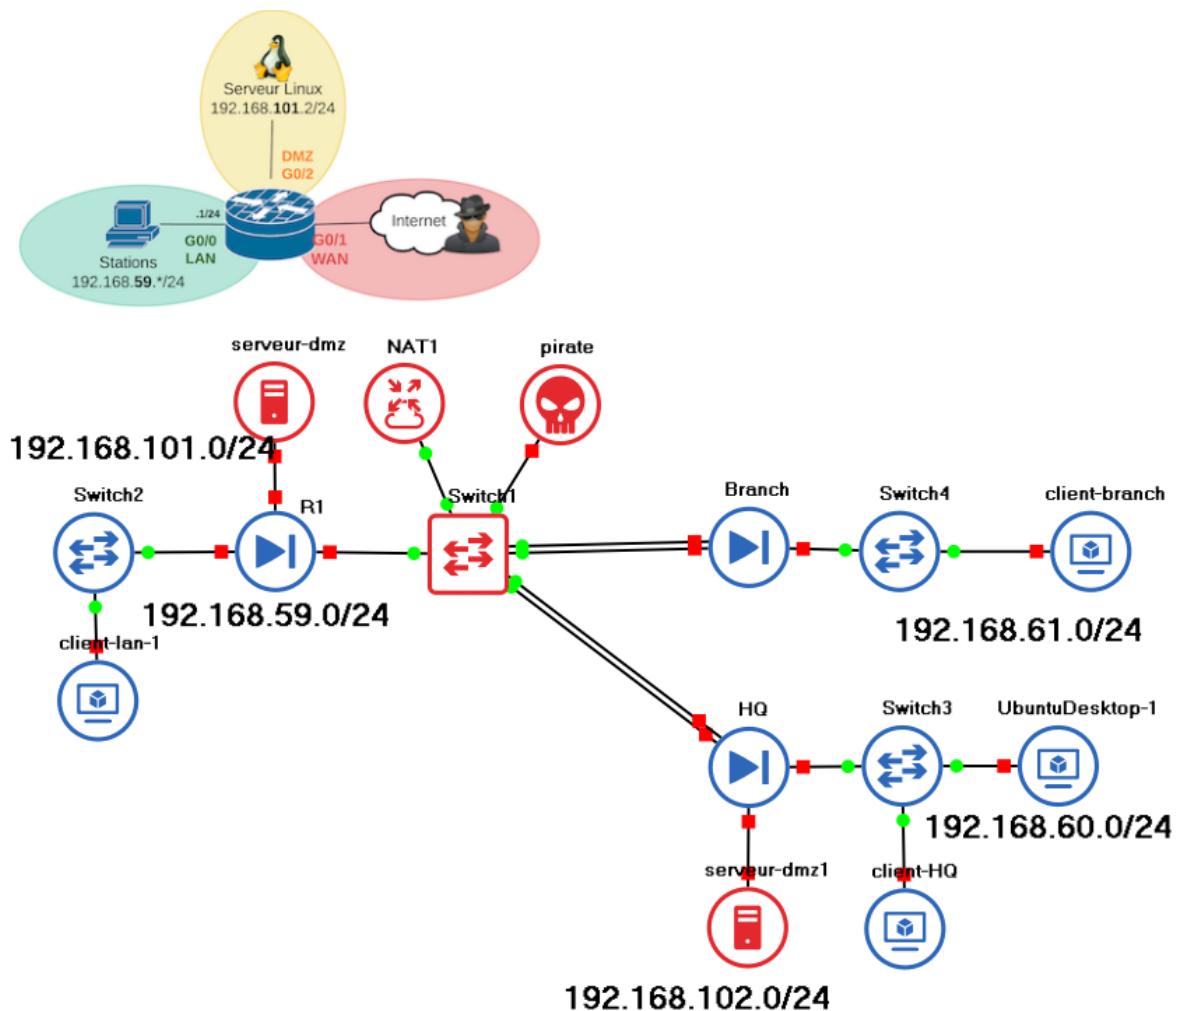 Serveur Linux
192.168.101.2/24
DMZ
G0/2
.1/24
G0/0
LAN
G0/1
WAN
Internet
Stations
192.168.59.*/24
serveur-dmz
NAT1
pirate
192.168.101.0/24
Switch2
R1
Switch1
Branch
Switch4
client-branch
192.168.59.0/24
client-lan-1
192.168.61.0/24
HQ
Switch3
UbuntuDesktop-1
192.168.60.0/24
serveur-dmz1
client-HQ
192.168.102.0/24